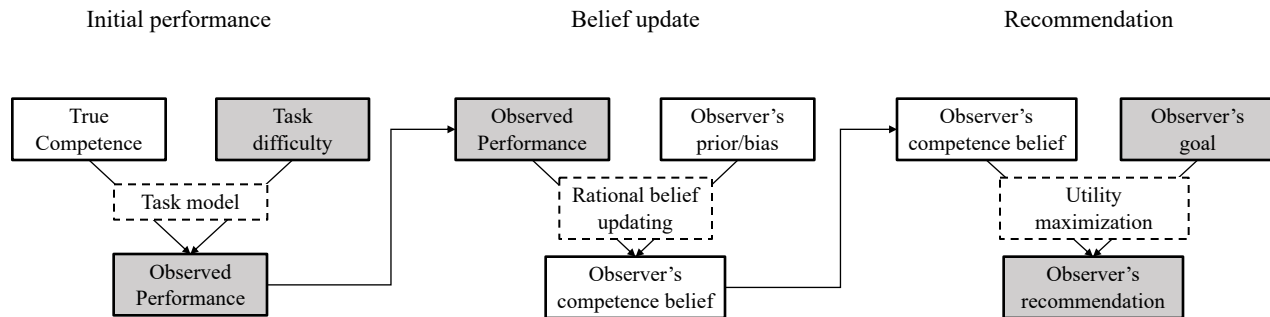 Initial performance
Belief update
Recommendation
True
Competence
Task
difficulty
Task model
Observed
Performance
Observed
Performance
Observer's
prior/bias
Rational belief
updating
Observer's
competence belief
Observer's
competence belief
Observer's
goal
Utility
maximization
Observer's
recommendation